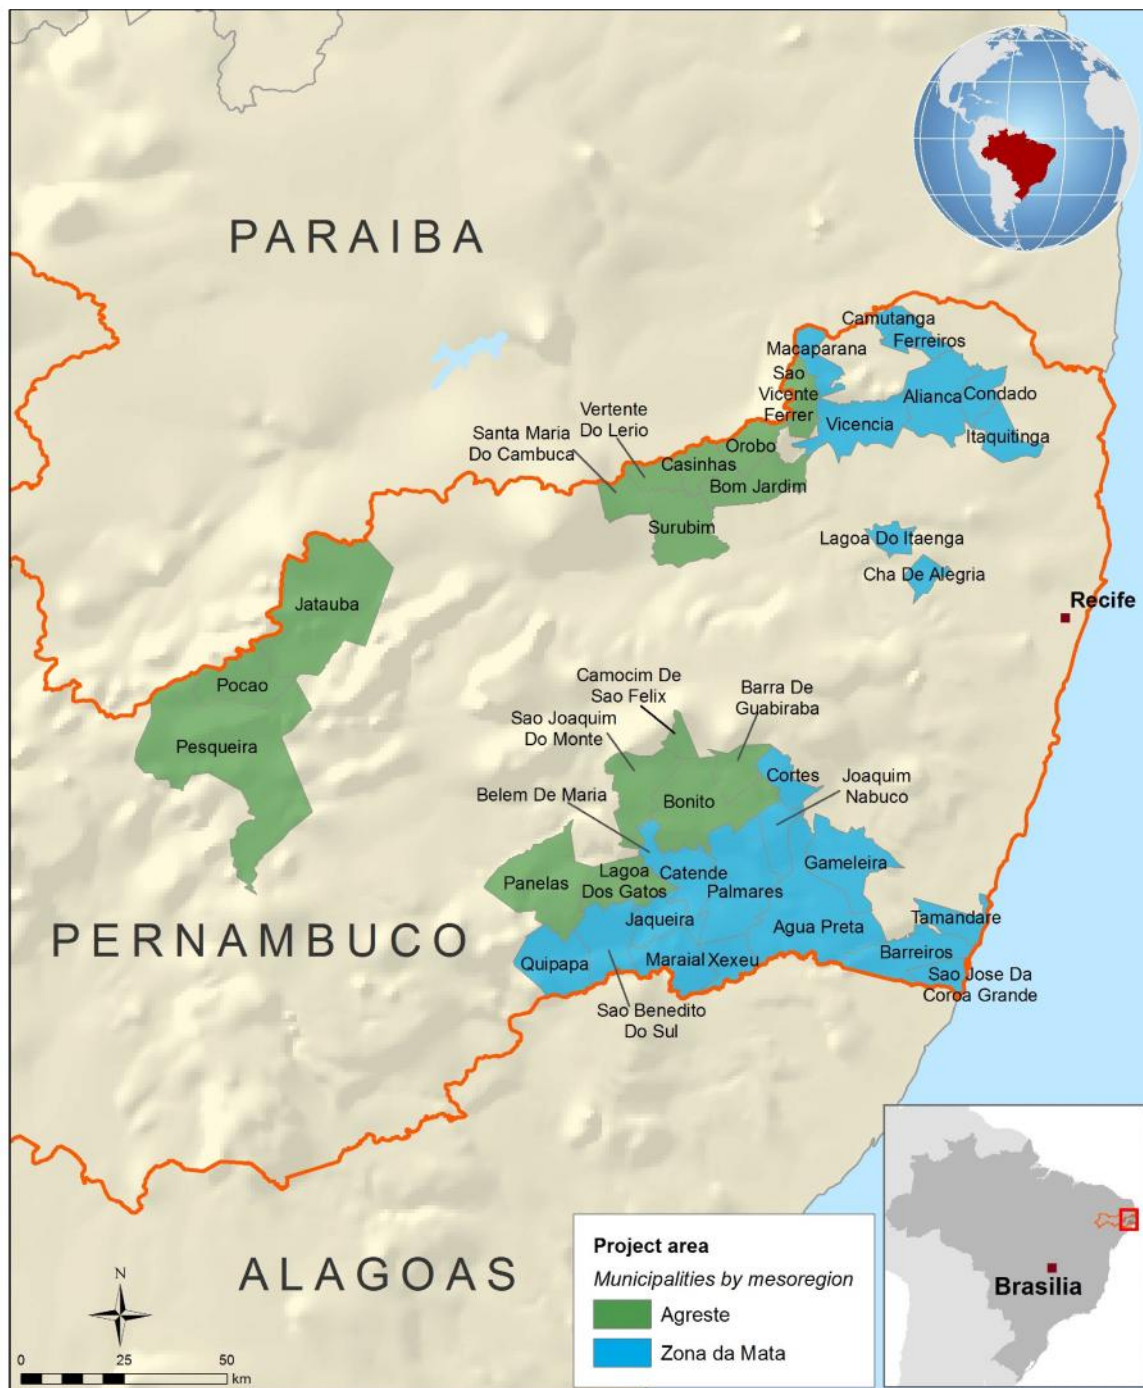 PARAIBA
Camutanga
Ferreiros
Macaparana
Sao
Vicente
Ferrer
Alianca
Condado
Vicencia
Itaquitinga
Vertente
Do Lerio
Santa Maria
Do Cambuca
Orobo
Casinhas
Bom Jardim
Surubim
Lagoa Do Itaenga
Cha De Alegria
Recife
Jatauba
Pocao
Pesqueira
Camocim De
Sao Felix
Barra De
Guabiraba
Sao Joaquim
Do Monte
Cortes
Joaquim
Nabuco
Belem De Maria
Bonito
Gameleira
Panelas
Lagoa
Dos Gatos
Catende
Palmares
Jaqueira
Agua Preta
Tamandare
PERNAMBUCO
Barreiros
Quipapa
Maraial
Xexeu
Sao Jose Da
Coroa Grande
Sao Benedito
Do Sul
ALAGOAS
N
0 25 50
km
Project area
Municipalities by mesoregion
Agreste
Zona da Mata
Brasilia